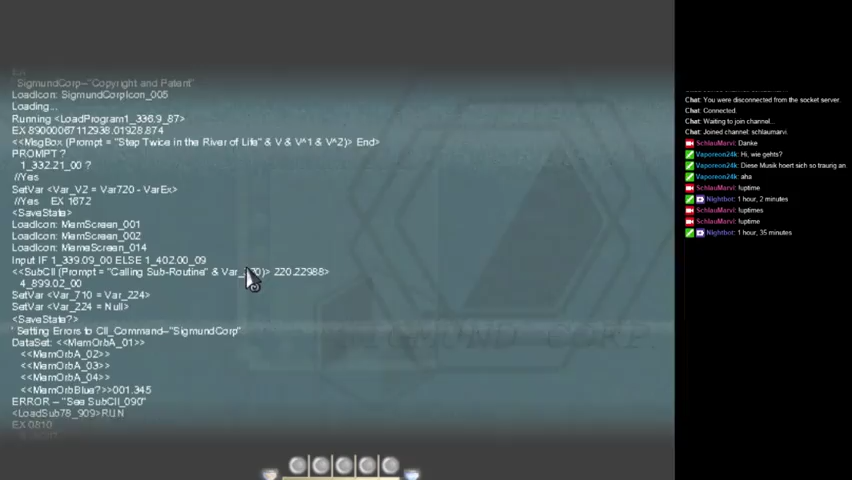 SigmundCorp--"Copyright and Patent"
LoadIcon: SigmundCorpIcon_005
Loading...
Running <LoadProgram1_336.9_87>
EX 89000067112938.01928.874
<<MsgBox (Prompt = "Step Twice in the River of Life" & V & V^1 & V^2)> End>
PROMPT ?
1_332.21_00 ?
//Yes
SetVar <Var_V2 = Var720 - VarEx>
//Yes EX 1672
<SaveState>
LoadIcon: MemScreen_001
LoadIcon: MemScreen_002
LoadIcon: MemeScreen_014
Input IF 1_339.09_00 ELSE 1_402.00_09
<<SubCll (Prompt = "Calling Sub-Routine" & 220.22988>
4_899.02_00
SetVar <Var_710 = Var_224>
SetVar <Var_224 = Null>
<SaveState?>
' Setting Errors to Cll_Command--"SigmundCorp"
DataSet: <<MemOrbA_01>>
<<MemOrbA_02>>
<<MemOrbA_03>>
<<MemOrbA_04>>
<<MemOrbBlue?>>001.345
ERROR -- "See SubCll_090"
<LoadSub78_909>RUN
EX 0810
SIGMUND CORP.
Chat: You were disconnected from the socket server.
Chat: Connected.
Chat: Waiting to join channel...
Chat: Joined channel: schlaumarvi.
SchlauMarvi: Danke
Vaporeon24k: Hi, wie gehts?
Vaporeon24k: Diese Musik hoert sich so traurig an
Vaporeon24k: aha
SchlauMarvi: !uptime
Nightbot: 1 hour, 2 minutes
SchlauMarvi: !uptimes
SchlauMarvi: !uptime
Nightbot: 1 hour, 35 minutes